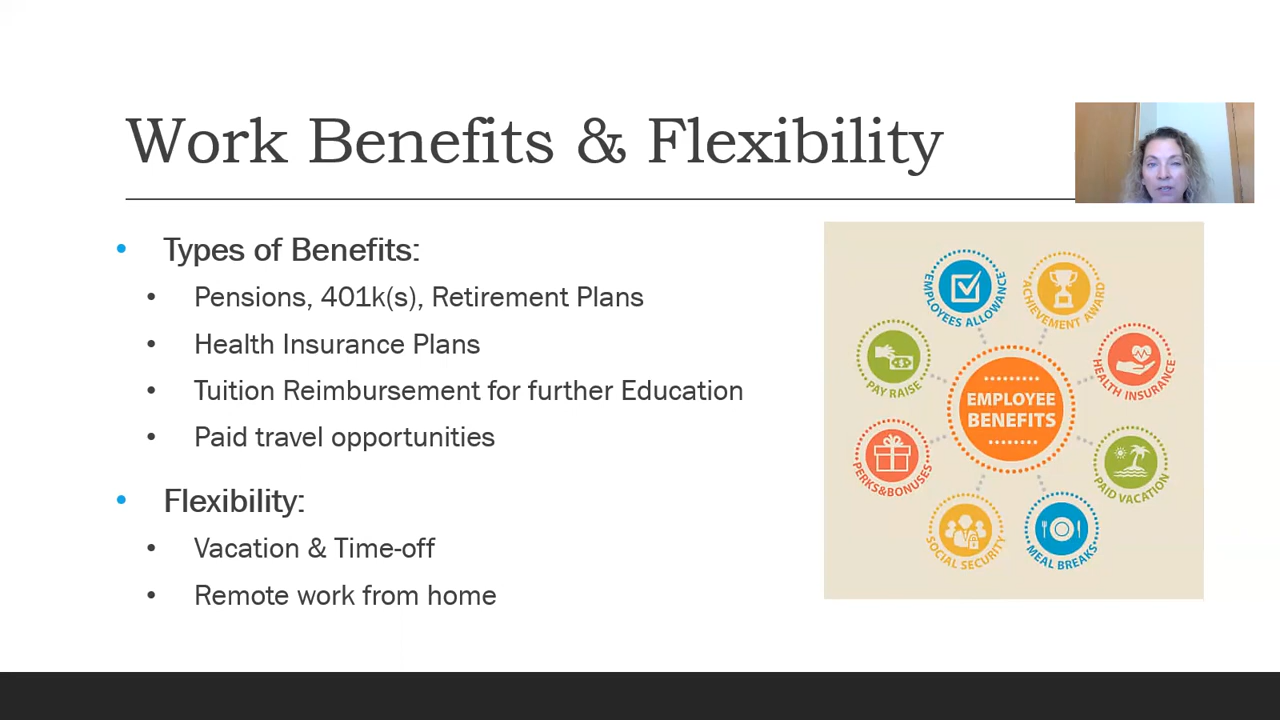 Work Benefits & Flexibility
• Types of Benefits:
• Pensions, 401k(s), Retirement Plans
• Health Insurance Plans
• Tuition Reimbursement for further Education
• Paid travel opportunities
• Flexibility:
• Vacation & Time-off
• Remote work from home
EMPLOYEES ALLOWANCE
ACHIEVEMENT AWARD
PAY RAISE
HEALTH INSURANCE
EMPLOYEE
BENEFITS
PERKS&BONUSES
PAID VACATION
SOCIAL SECURITY
MEAL BREAKS